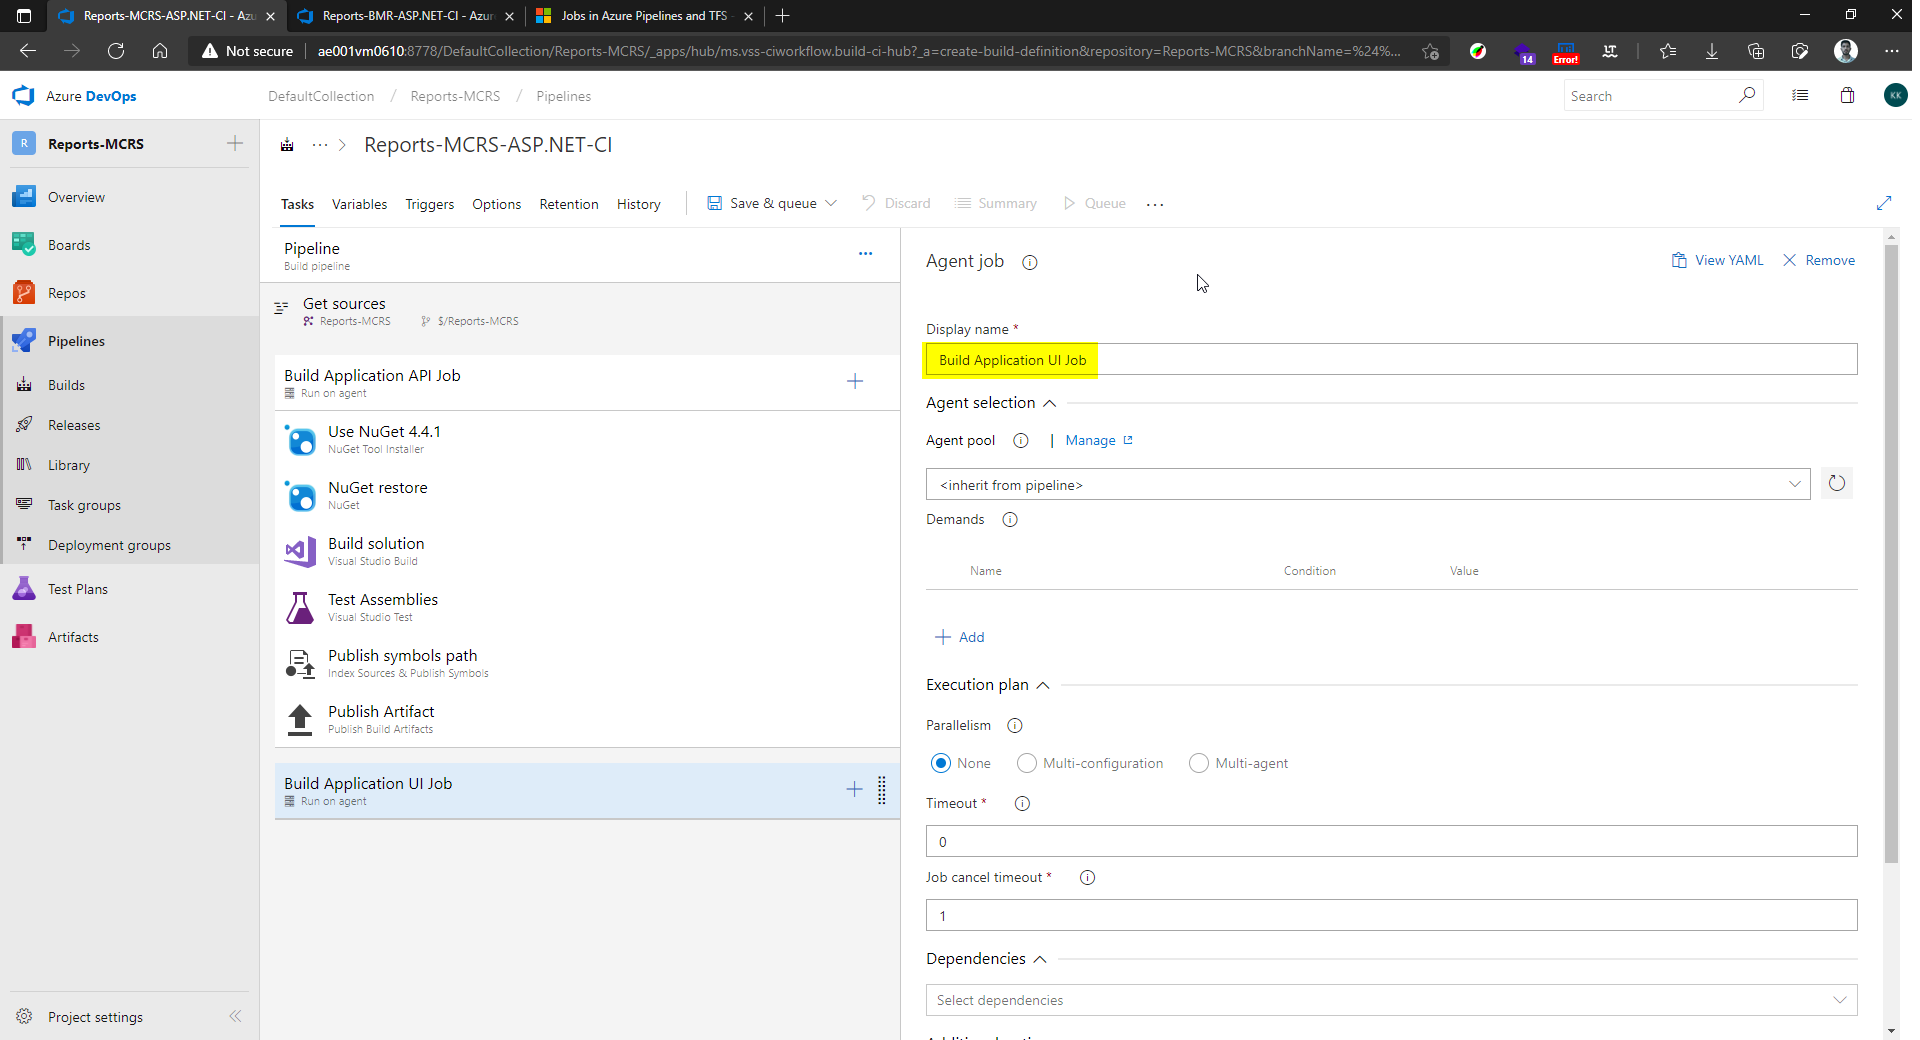 Reports-MCRS-ASP.NET-CI - Azu
Reports-BMR-ASP.NET-CI - Azur
Jobs in Azure Pipelines and TFS -
Not secure
ae001vm0610:8778/DefaultCollection/Reports-MCRS/_apps/hub/ms.vss-ciworkflow.build-ci-hub?_a=create-build-definition&repository=Reports-MCRS&branchName=%24%...
14
Error!
Azure DevOps
DefaultCollection / Reports-MCRS / Pipelines
Search
KK
R
Reports-MCRS
Overview
Boards
Repos
Pipelines
Builds
Releases
Library
Task groups
Deployment groups
Test Plans
Artifacts
Project settings
... > Reports-MCRS-ASP.NET-CI
Tasks Variables Triggers Options Retention History
Save & queue Discard Summary Queue ...
Pipeline
Build pipeline
Get sources
Reports-MCRS $/Reports-MCRS
Build Application API Job
Run on agent
Use NuGet 4.4.1
NuGet Tool Installer
NuGet restore
NuGet
Build solution
Visual Studio Build
Test Assemblies
Visual Studio Test
Publish symbols path
Index Sources & Publish Symbols
Publish Artifact
Publish Build Artifacts
Build Application UI Job
Run on agent
Agent job
View YAML Remove
Display name *
Build Application UI Job
Agent selection
Agent pool | Manage
<inherit from pipeline>
Demands
Name Condition Value
Add
Execution plan
Parallelism
None Multi-configuration Multi-agent
Timeout *
0
Job cancel timeout *
1
Dependencies
Select dependencies